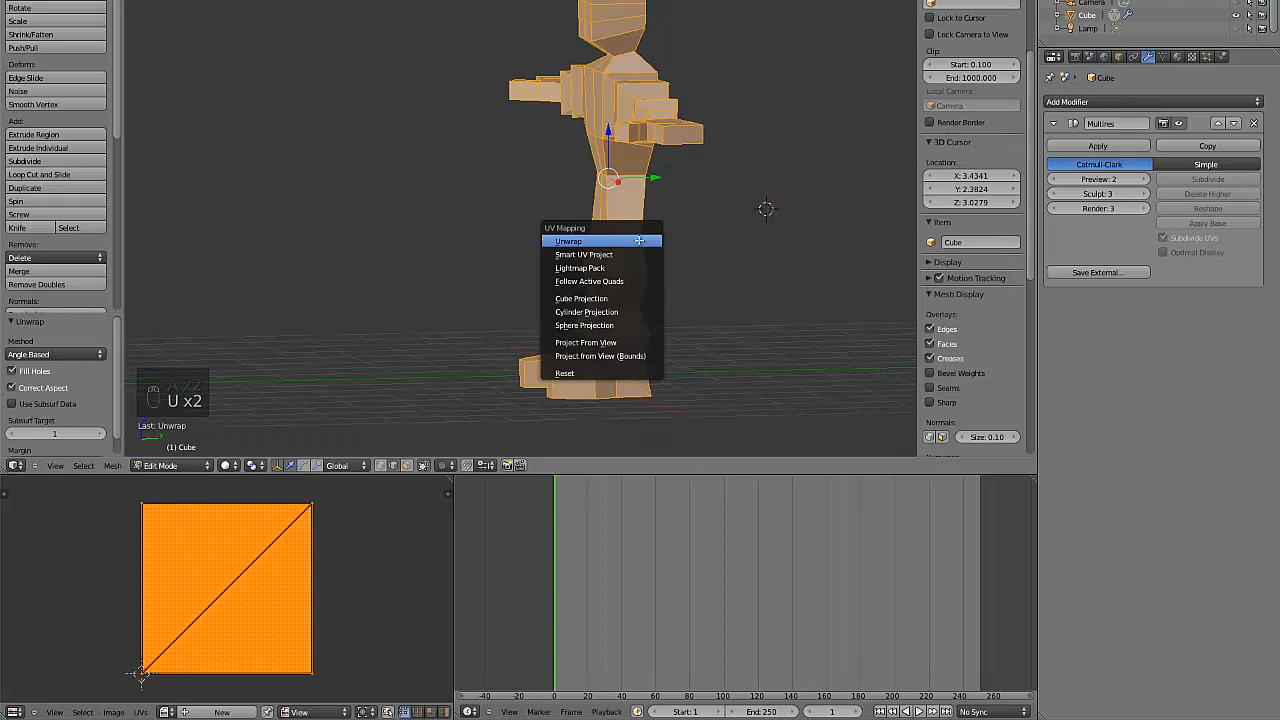 Rotate
Scale
Shrink/Fatten
Push/Pull
Deform:
Edge Slide
Noise
Smooth Vertex
Add:
Extrude Region
Extrude Individual
Subdivide
Loop Cut and Slide
Duplicate
Spin
Screw
Knife
Select
Remove:
Delete
Merge
Remove Doubles
Normals:
Unwrap
Method
Angle Based
Fill Holes
Correct Aspect
Use Subsurf Data
Subsurf Target
1
Margin
U x2
Last: Unwrap
(1) Cube
UV Mapping
Unwrap
Smart UV Project
Lightmap Pack
Follow Active Quads
Cube Projection
Cylinder Projection
Sphere Projection
Project From View
Project from View (Bounds)
Reset
View Select Mesh Edit Mode Global
Lock to Cursor
Lock Camera to View
Clip:
Start: 0.100
End: 1000.000
Local Camera
Camera
Render Border
3D Cursor
Location:
X: 3.4341
Y: 2.3824
Z: 3.0279
Item
Cube
Display
Motion Tracking
Mesh Display
Overlays:
Edges
Faces
Creases
Bevel Weights
Seams
Sharp
Normals:
Size: 0.10
Camera
Cube
Lamp
Cube
Add Modifier
Multires
Apply Copy
Catmull-Clark Simple
Preview: 2 Subdivide
Sculpt: 3 Delete Higher
Render: 3 Reshape
Apply Base
Subdivide UVs
Optimal Display
Save External...
View Select Image UVs New View
-40 -20 0 20 40 60 80 100 120 140 160 180 200 220 240 260
View Marker Frame Playback Start: 1 End: 250 1 No Sync